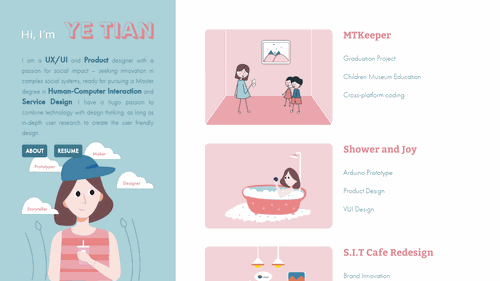 Hi, I'm YE TIAN
I am a UX/UI and Product designer with a
passion for social impact – seeking innovation in
complex social systems, ready for pursuing a Master
degree in Human-Computer Interaction and
Service Design. I have a huge passion to
combine technology with design thinking, as long as
in-depth user research to create the user friendly
design.
ABOUT RESUME
Maker
Prototyper
Designer
Storyteller
MTKeeper
Graduation Project
Children Museum Education
Cross-platform coding
Shower and Joy
Arduino Prototype
Product Design
VUI Design
S.I.T Cafe Redesign
Brand Innovation